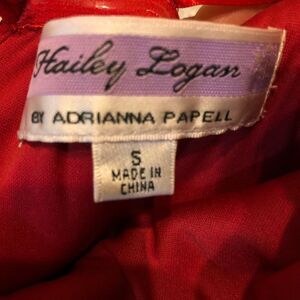 Hailey Logan
BY ADRIANNA PAPELL
S
MADE IN
CHINA